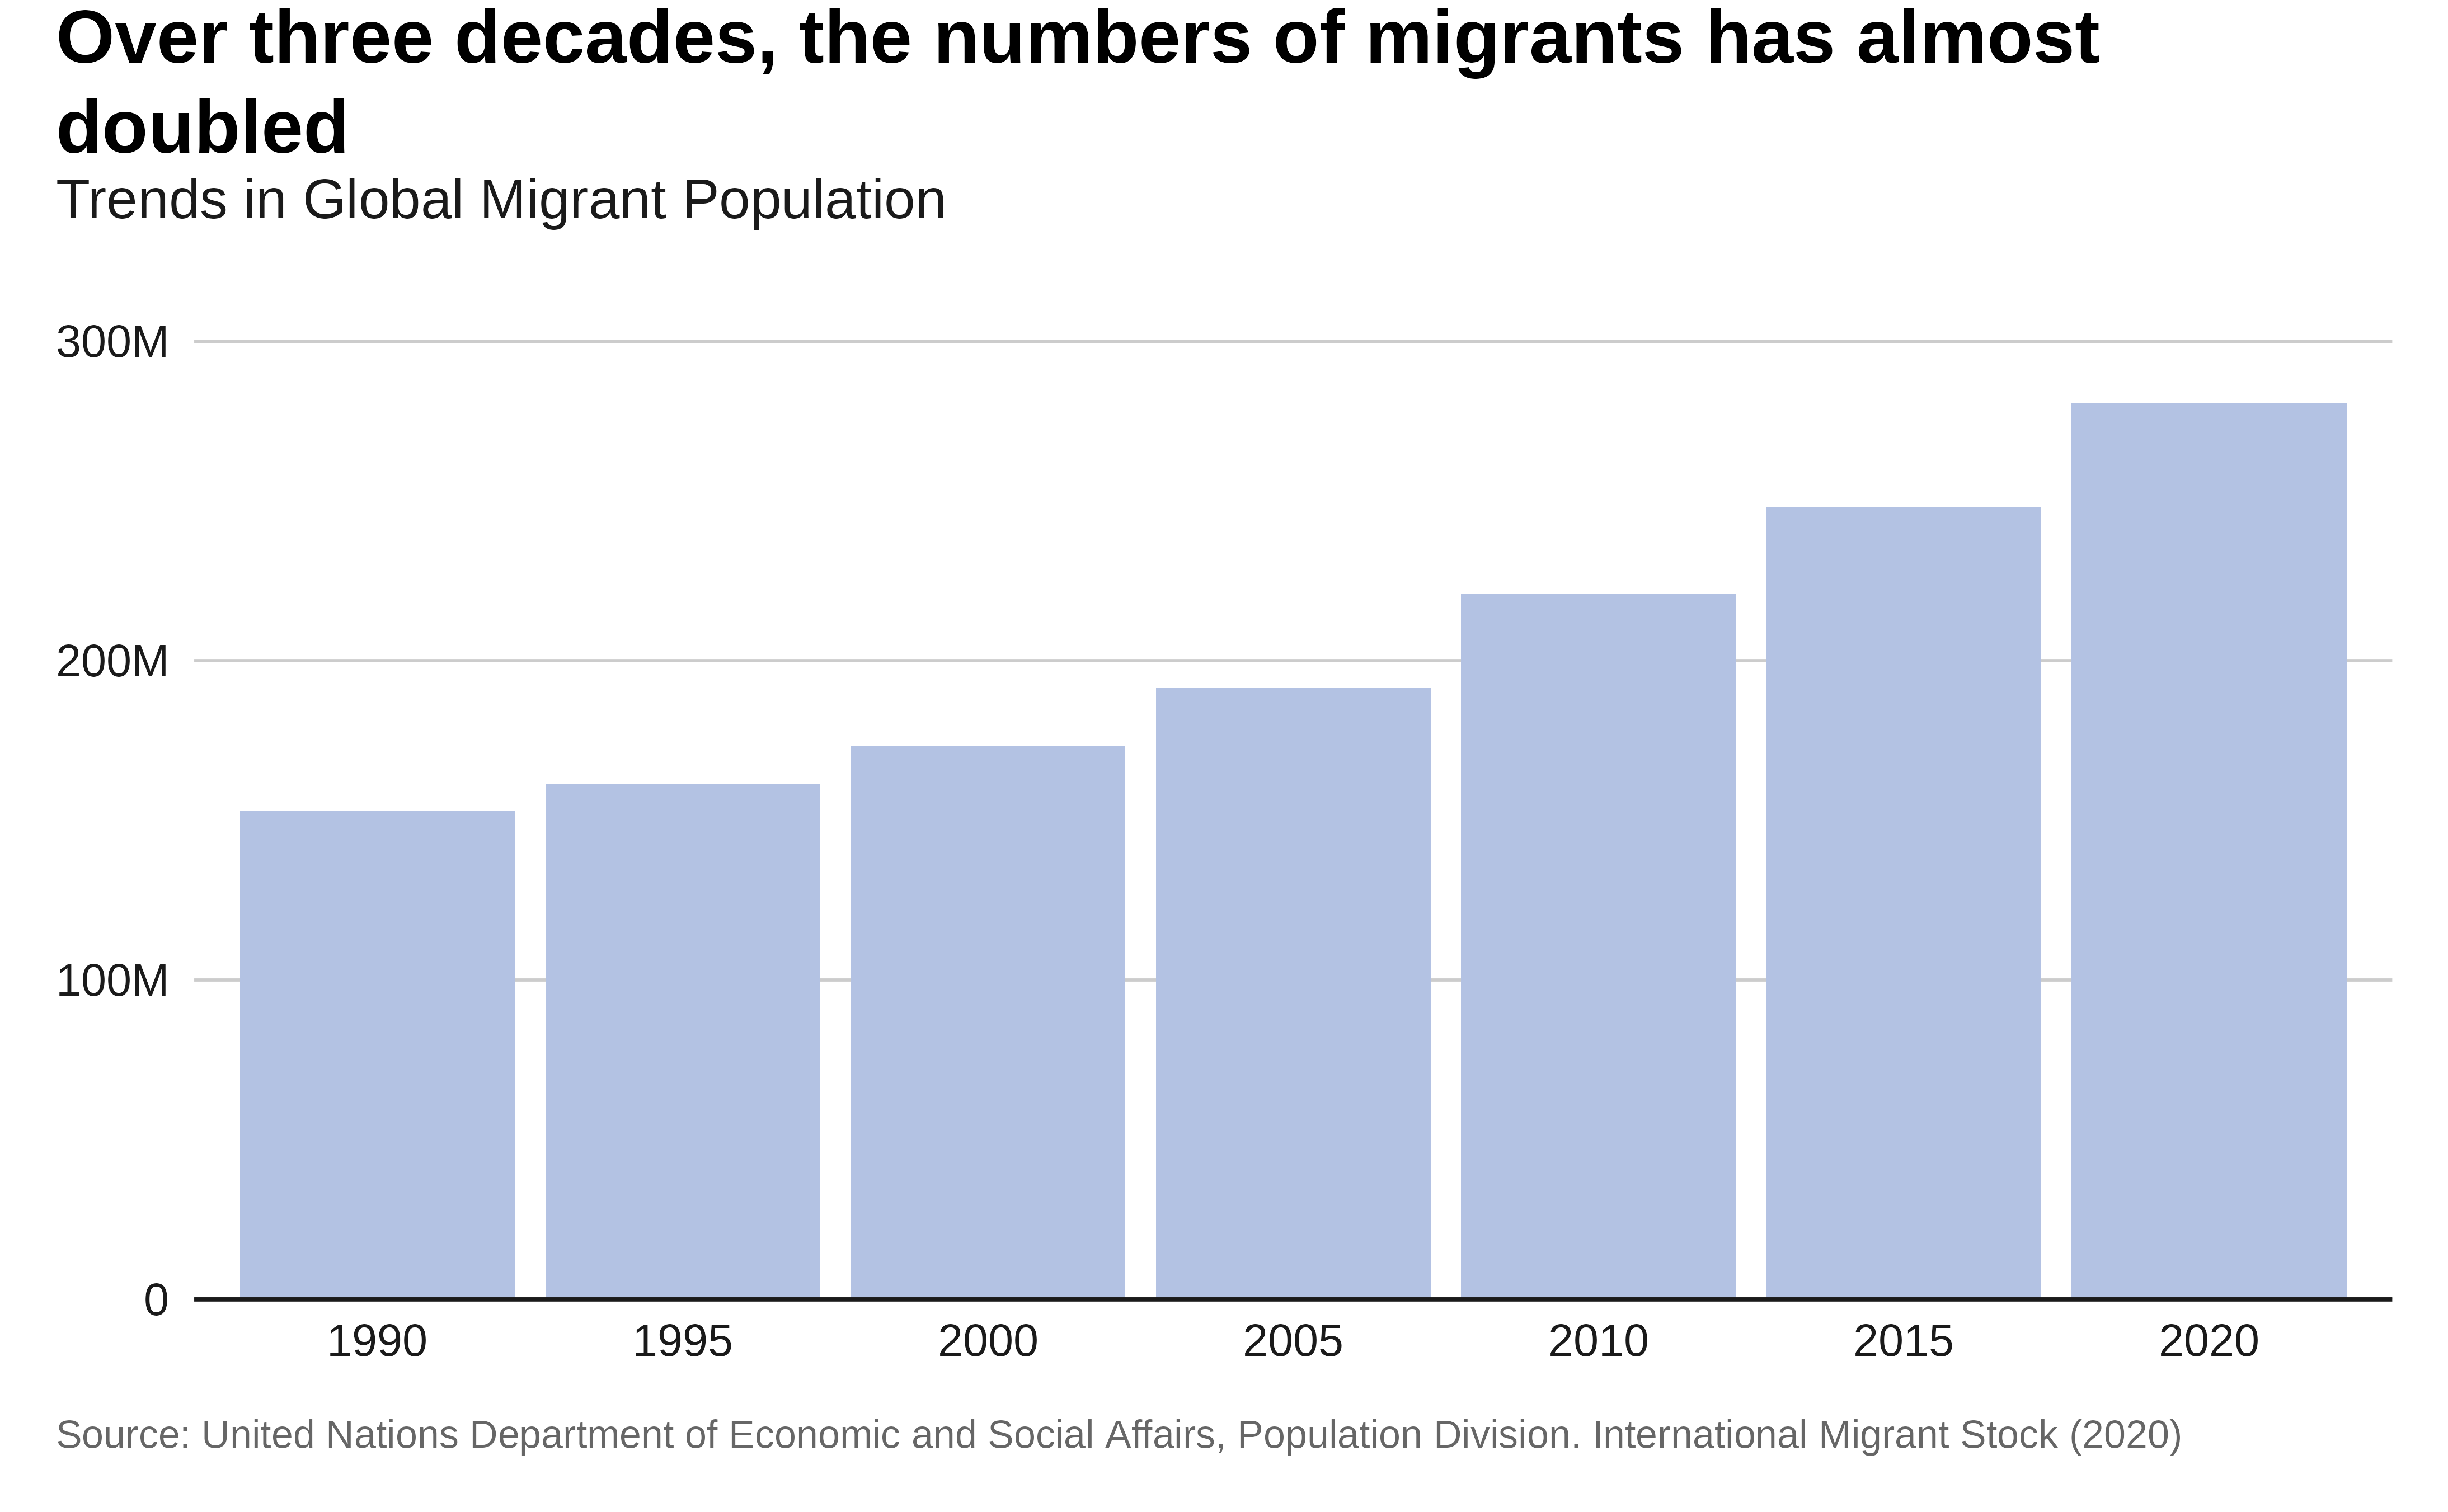 Over three decades, the numbers of migrants has almost
doubled
Trends in Global Migrant Population
300M
200M
100M
0
1990 1995 2000 2005 2010 2015 2020
Source: United Nations Department of Economic and Social Affairs, Population Division. International Migrant Stock (2020)